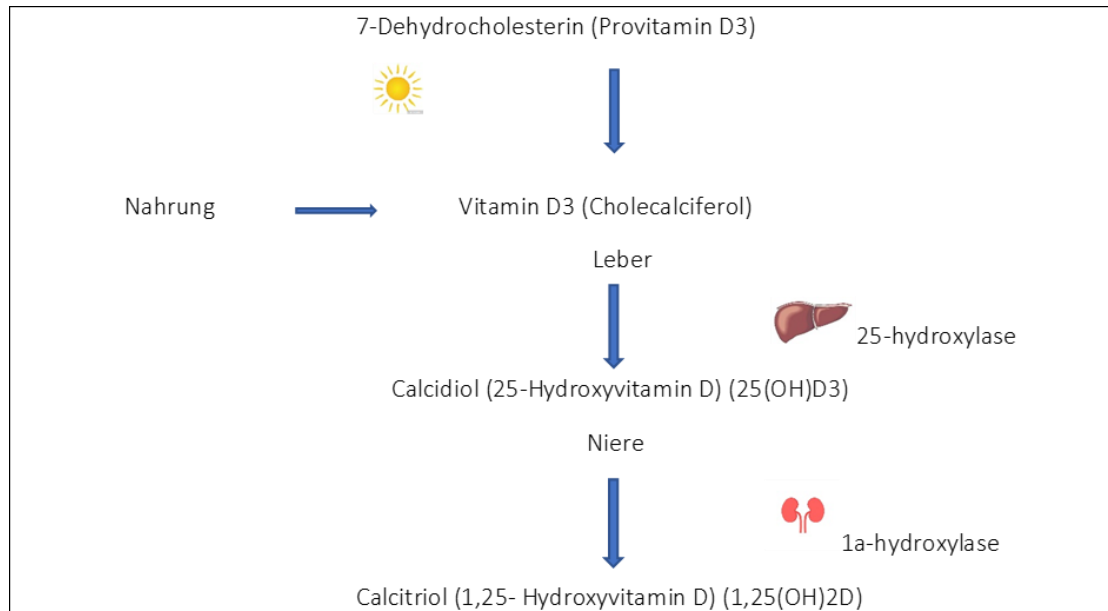 7-Dehydrocholesterin (Provitamin D3)
Nahrung
Vitamin D3 (Cholecalciferol)
Leber
25-hydroxylase
Calcidiol (25-Hydroxyvitamin D) (25(OH)D3)
Niere
1a-hydroxylase
Calcitriol (1,25- Hydroxyvitamin D) (1,25(OH)2D)